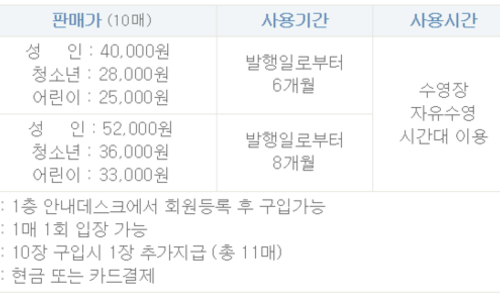 판매가 (10매) 사용기간 사용시간
성 인 : 40,000원
청소년 : 28,000원
어린이 : 25,000원
발행일로부터
6개월
성 인 : 52,000원
청소년 : 36,000원
어린이 : 33,000원
발행일로부터
8개월
수영장
자유수영
시간대 이용
: 1층 안내데스크에서 회원등록 후 구입가능
: 1매 1회 입장 가능
: 10장 구입시 1장 추가지급 (총 11매)
: 현금 또는 카드결제